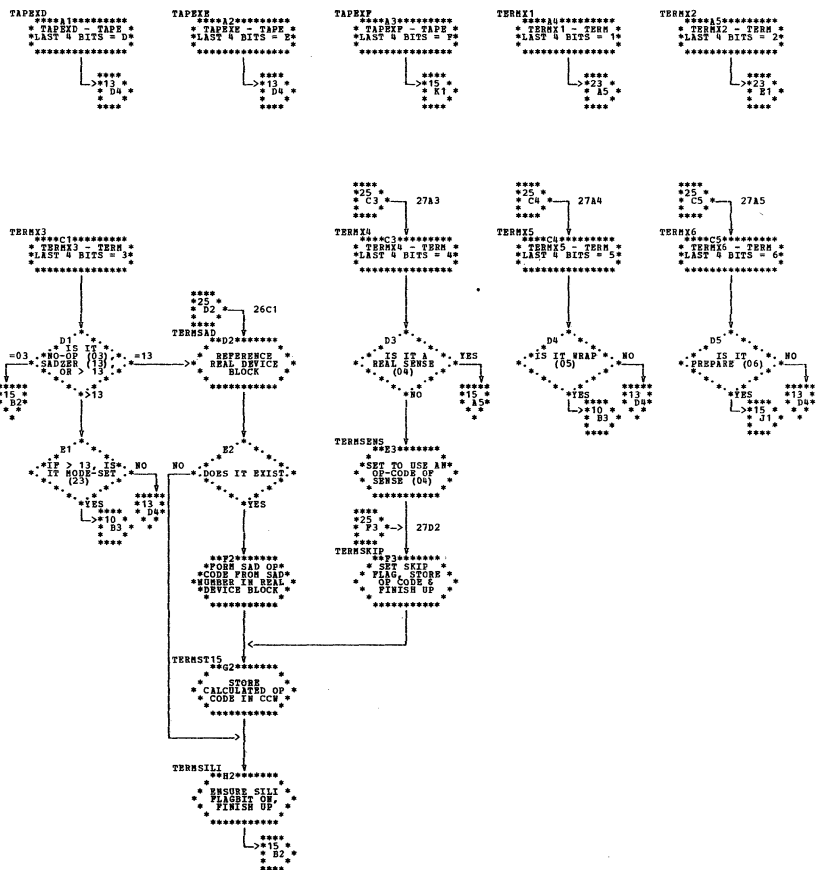 TAPEXD
A1
TAPEXD - TAPE
LAST 4 BITS = D
13
D4
TAPEXE
A2
TAPEXE - TAPE
LAST 4 BITS = E
13
D4
TAPEXF
A3
TAPEXF - TAPE
LAST 4 BITS = F
15
K1
TERMX1
A4
TERMX1 - TERM
LAST 4 BITS = 1
23
A5
TERMX2
A5
TERMX2 - TERM
LAST 4 BITS = 2
23
E1
TERMX3
C1
TERMX3 - TERM
LAST 4 BITS = 3
25
C3
27A3
TERMX4
C3
TERMX4 - TERM
LAST 4 BITS = 4
25
C4
27A4
TERMX5
C4
TERMX5 - TERM
LAST 4 BITS = 5
25
C5
27A5
TERMX6
C5
TERMX6 - TERM
LAST 4 BITS = 6
D1
IS IT
NO-OP (03),
SADZER (13),
OR > 13
=03
=13
>13
15
B2
25
D2
26C1
TERMSAD
D2
REFERENCE
REAL DEVICE
BLOCK
D3
IS IT A
REAL SENSE
(04)
YES
NO
15
A5
D4
IS IT WRAP
(05)
NO
YES
13
D4
10
B3
D5
IS IT
PREPARE (06)
NO
YES
13
D4
15
J1
E1
IF > 13, IS
IT MODE-SET
(23)
NO
YES
13
D4
10
B3
E2
DOES IT EXIST
NO
YES
TERMSENS
E3
SET TO USE AN
OP-CODE OF
SENSE (04)
25
F3
27D2
F2
FORM SAD OP
CODE FROM SAD
NUMBER IN REAL
DEVICE BLOCK
TERMSKIP
F3
SET SKIP
FLAG, STORE
OP CODE &
FINISH UP
TERMST15
G2
STORE
CALCULATED OP
CODE IN CCW
TERMSILI
H2
ENSURE SILI
FLAGBIT ON,
FINISH UP
15
B2